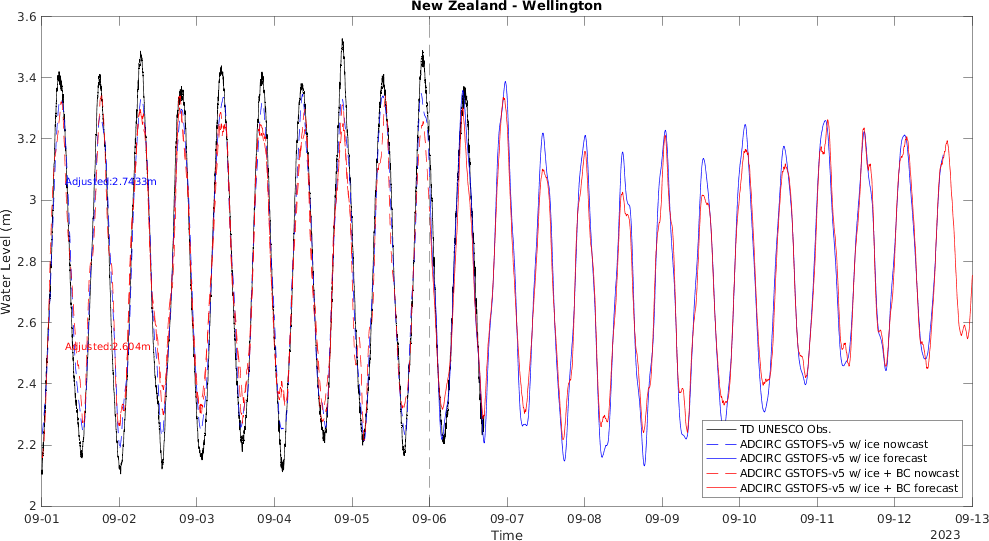 New Zealand - Wellington
3.6
3.4
3.2
3
2.8
2.6
2.4
2.2
2
Water Level (m)
Adjusted:2.7433m
Adjusted:2.604m
TD UNESCO Obs.
ADCIRC GSTOFS-v5 w/ ice nowcast
ADCIRC GSTOFS-v5 w/ ice forecast
ADCIRC GSTOFS-v5 w/ ice + BC nowcast
ADCIRC GSTOFS-v5 w/ ice + BC forecast
09-01 09-02 09-03 09-04 09-05 09-06 09-07 09-08 09-09 09-10 09-11 09-12 09-13
Time
2023